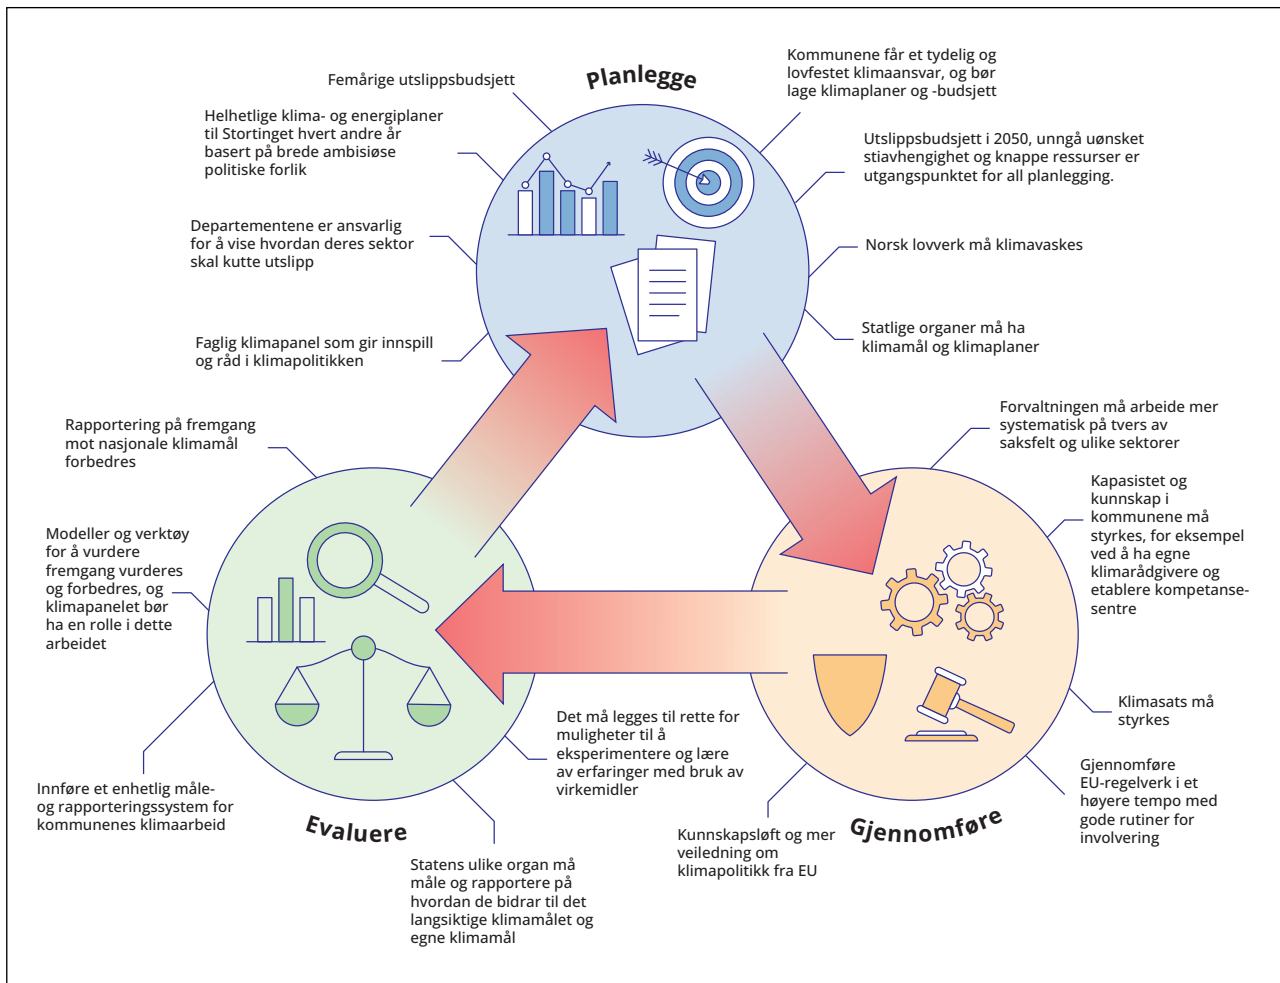 Planlegge
Femårige utslippsbudsjett
Helhetlige klima- og energiplaner
til Stortinget hvert andre år
basert på brede ambisiøse
politiske forlik
Departementene er ansvarlig
for å vise hvordan deres sektor
skal kutte utslipp
Faglig klimapanel som gir innspill
og råd i klimapolitikken
Kommunene får et tydelig og
lovfestet klimaansvar, og bør
lage klimaplaner og -budsjett
Utslippsbudsjett i 2050, unngå uønsket
stiavhengighet og knappe ressurser er
utgangspunktet for all planlegging.
Norsk lovverk må klimavaskes
Statlige organer må ha
klimamål og klimaplaner
Forvaltningen må arbeide mer
systematisk på tvers av
saksfelt og ulike sektorer
Kapasistet og
kunnskap i
kommunene må
styrkes, for eksempel
ved å ha egne
klimarådgivere og
etablere kompetanse-
sentre
Klimasats må
styrkes
Gjennomføre
EU-regelverk i et
høyere tempo med
gode rutiner for
involvering
Kunnskapsløft og mer
veiledning om
klimapolitikk fra EU
Gjennomføre
Rapportering på fremgang
mot nasjonale klimamål
forbedres
Modeller og verktøy
for å vurdere
fremgang vurderes
og forbedres, og
klimapanelet bør
ha en rolle i dette
arbeidet
Innføre et enhetlig måle-
og rapporteringssystem for
kommunenes klimaarbeid
Det må legges til rette for
muligheter til å
eksperimentere og lære
av erfaringer med bruk av
virkemidler
Statens ulike organ må
måle og rapportere på
hvordan de bidrar til det
langsiktige klimamålet og
egne klimamål
Evaluere